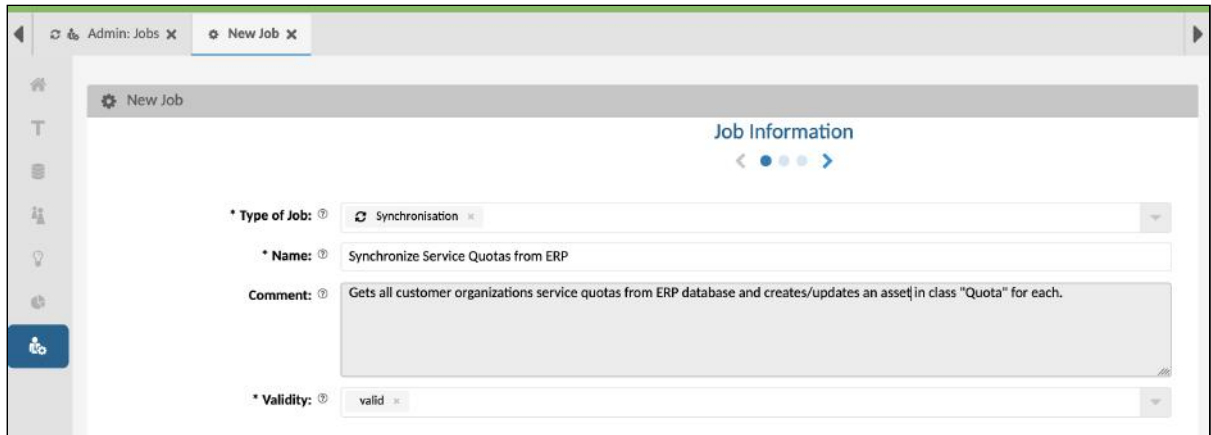 Admin: Jobs × New Job ×
New Job
Job Information
* Type of Job: Synchronisation ×
* Name: Synchronize Service Quotas from ERP
Comment: Gets all customer organizations service quotas from ERP database and creates/updates an asset in class "Quota" for each.
* Validity: valid ×